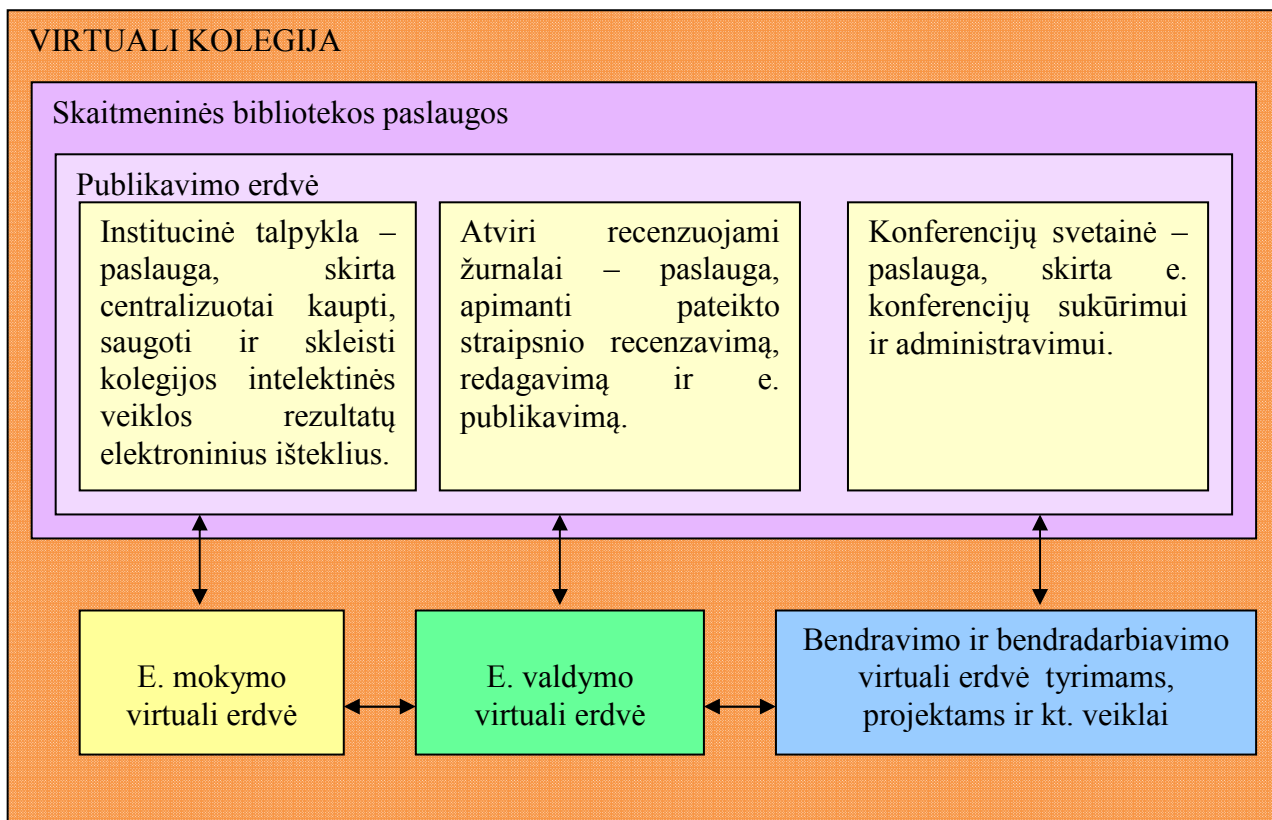 VIRTUALI KOLEGIJA
Skaitmeninės bibliotekos paslaugos
Publikavimo erdvė
Institucinė talpykla –
paslauga, skirta
centralizuotai kaupti,
saugoti ir skleisti
kolegijos intelektinės
veiklos rezultatų
elektroninius išteklius.
Atviri recenzuojami
žurnalai – paslauga,
apimanti pateikto
straipsnio recenzavimą,
redagavimą ir e.
publikavimą.
Konferencijų svetainė –
paslauga, skirta e.
konferencijų sukūrimui
ir administravimui.
E. mokymo
virtuali erdvė
E. valdymo
virtuali erdvė
Bendravimo ir bendradarbiavimo
virtuali erdvė tyrimams,
projektams ir kt. veiklai